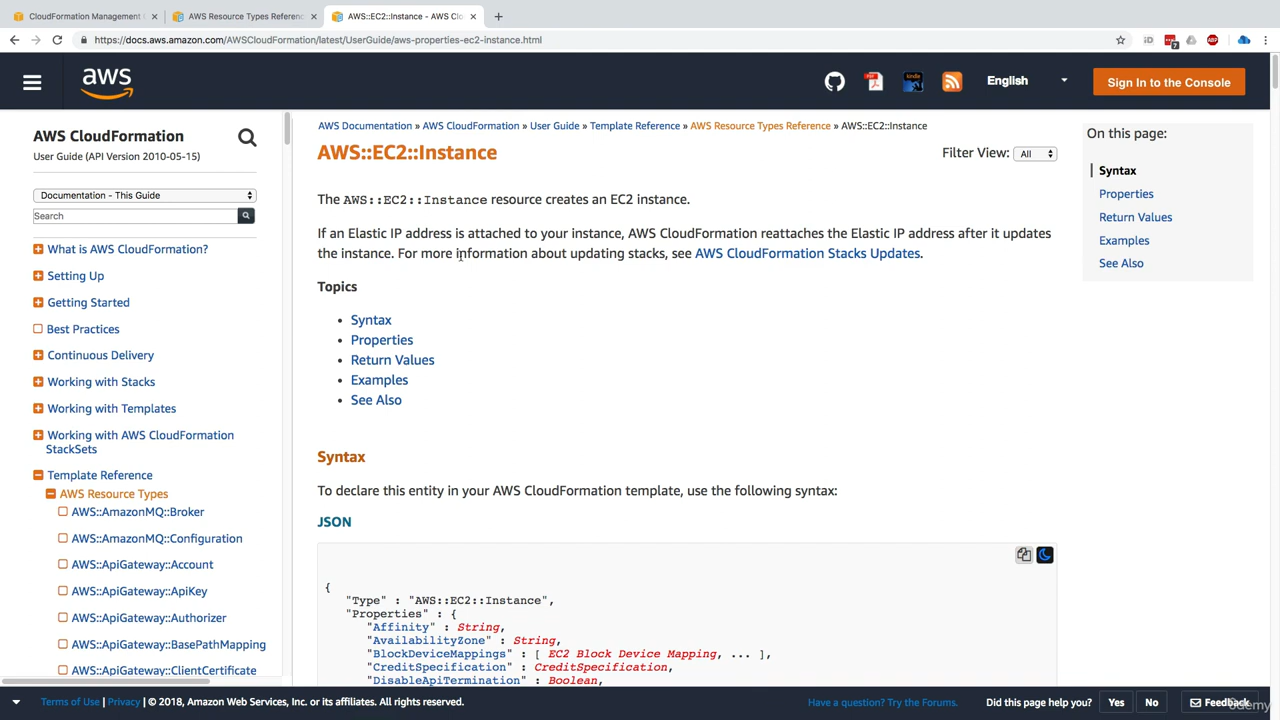 CloudFormation Management
AWS Resource Types Referenc
AWS::EC2::Instance - AWS Clo
https://docs.aws.amazon.com/AWSCloudFormation/latest/UserGuide/aws-properties-ec2-instance.html
aws
English
Sign In to the Console
AWS CloudFormation
User Guide (API Version 2010-05-15)
Documentation - This Guide
Search
What is AWS CloudFormation?
Setting Up
Getting Started
Best Practices
Continuous Delivery
Working with Stacks
Working with Templates
Working with AWS CloudFormation
StackSets
Template Reference
AWS Resource Types
AWS::AmazonMQ::Broker
AWS::AmazonMQ::Configuration
AWS::ApiGateway::Account
AWS::ApiGateway::ApiKey
AWS::ApiGateway::Authorizer
AWS::ApiGateway::BasePathMapping
AWS::ApiGateway::ClientCertificate
AWS Documentation » AWS CloudFormation » User Guide » Template Reference » AWS Resource Types Reference » AWS::EC2::Instance
AWS::EC2::Instance
Filter View: All
The AWS::EC2::Instance resource creates an EC2 instance.
If an Elastic IP address is attached to your instance, AWS CloudFormation reattaches the Elastic IP address after it updates
the instance. For more information about updating stacks, see AWS CloudFormation Stacks Updates.
Topics
• Syntax
• Properties
• Return Values
• Examples
• See Also
Syntax
To declare this entity in your AWS CloudFormation template, use the following syntax:
JSON
{
"Type" : "AWS::EC2::Instance",
"Properties" : {
"Affinity" : String,
"AvailabilityZone" : String,
"BlockDeviceMappings" : [ EC2 Block Device Mapping, ... ],
"CreditSpecification" : CreditSpecification,
"DisableApiTermination" : Boolean,
On this page:
Syntax
Properties
Return Values
Examples
See Also
Terms of Use | Privacy | © 2018, Amazon Web Services, Inc. or its affiliates. All rights reserved.
Have a question? Try the Forums.
Did this page help you?
Yes
No
Feedback
udemy